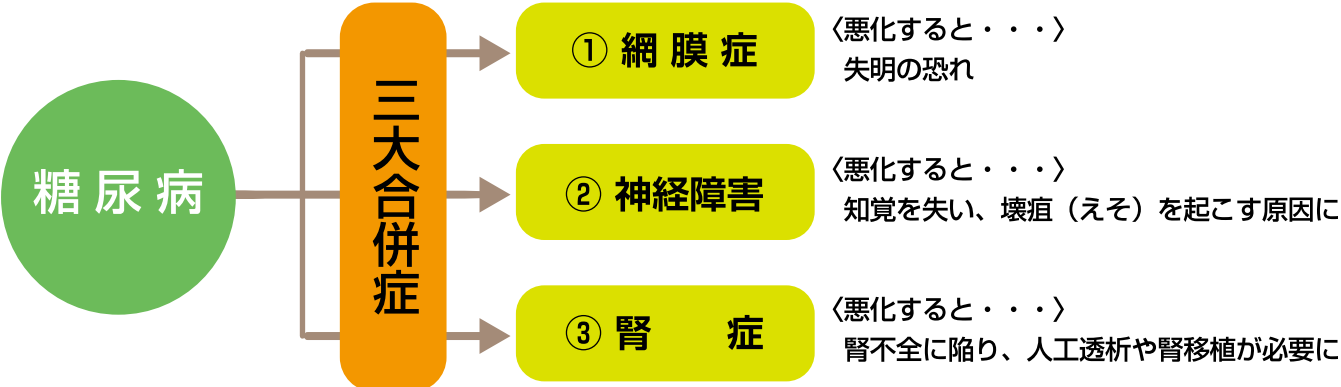 糖尿病
三大合併症
① 網膜症
〈悪化すると・・・〉
失明の恐れ
② 神経障害
〈悪化すると・・・〉
知覚を失い、壊疽（えそ）を起こす原因に
③ 腎　症
〈悪化すると・・・〉
腎不全に陥り、人工透析や腎移植が必要に